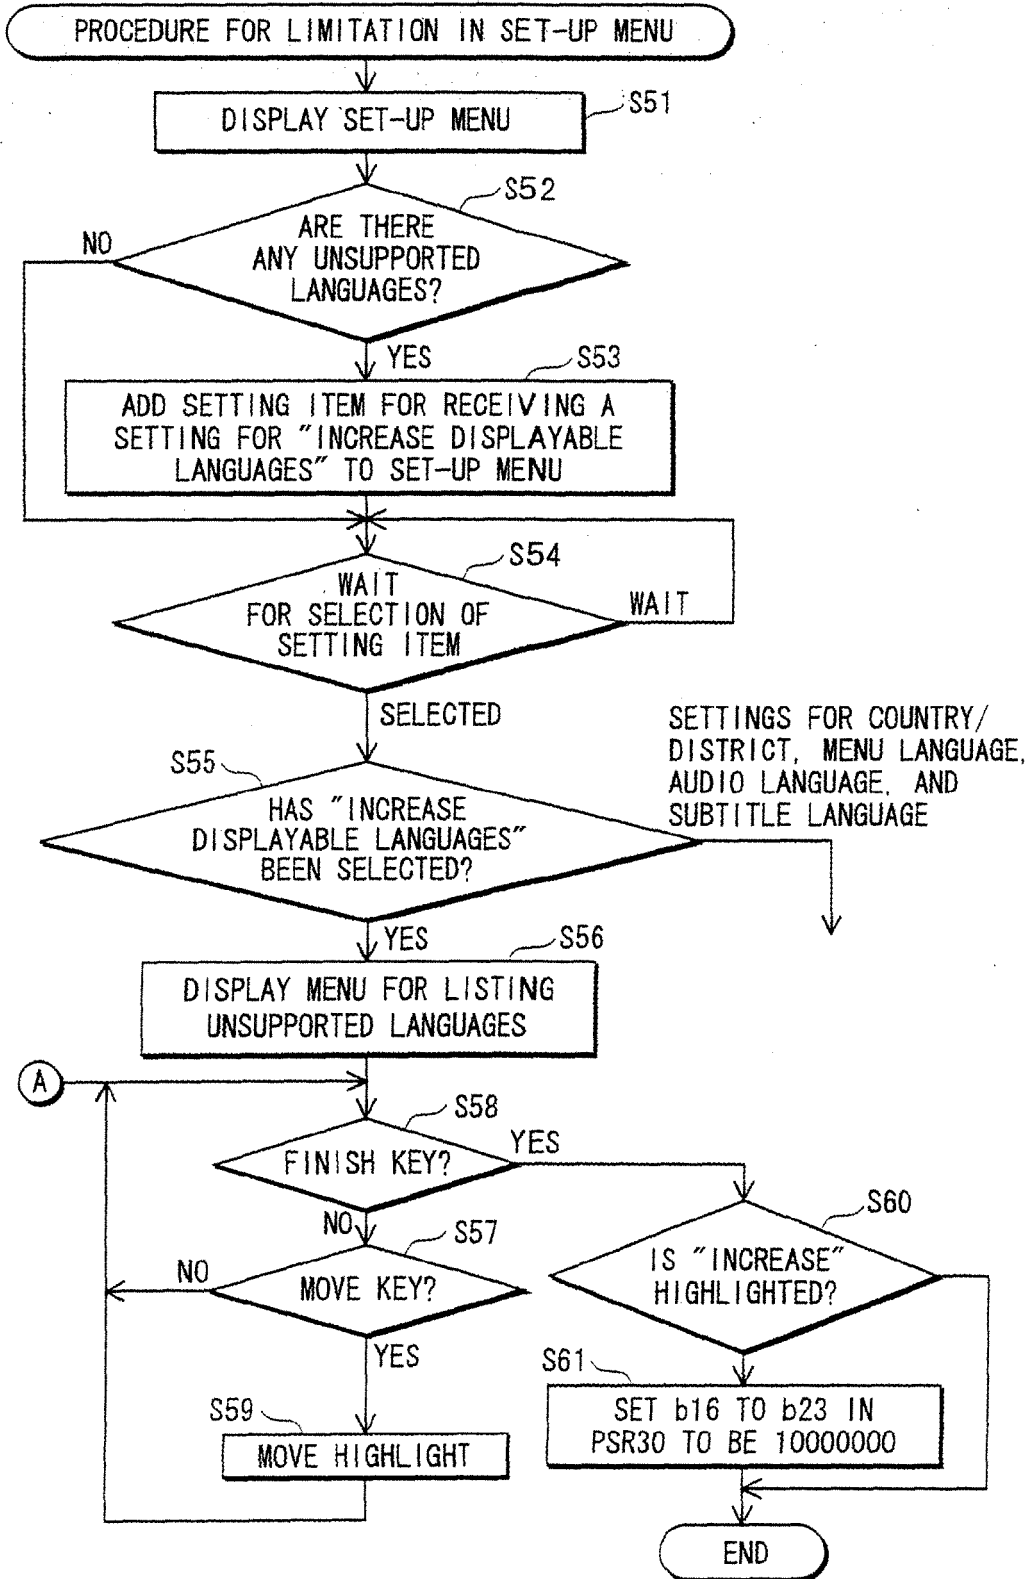 PROCEDURE FOR LIMITATION IN SET-UP MENU
S51
DISPLAY SET-UP MENU
S52
ARE THERE
ANY UNSUPPORTED
LANGUAGES?
NO
YES
S53
ADD SETTING ITEM FOR RECEIVING A
SETTING FOR "INCREASE DISPLAYABLE
LANGUAGES" TO SET-UP MENU
S54
WAIT
FOR SELECTION OF
SETTING ITEM
WAIT
SELECTED
SETTINGS FOR COUNTRY/
DISTRICT, MENU LANGUAGE,
AUDIO LANGUAGE, AND
SUBTITLE LANGUAGE
S55
HAS "INCREASE
DISPLAYABLE LANGUAGES"
BEEN SELECTED?
YES
S56
DISPLAY MENU FOR LISTING
UNSUPPORTED LANGUAGES
A
S58
FINISH KEY?
YES
NO
S57
MOVE KEY?
NO
YES
S59
MOVE HIGHLIGHT
S60
IS "INCREASE"
HIGHLIGHTED?
S61
SET b16 TO b23 IN
PSR30 TO BE 10000000
END